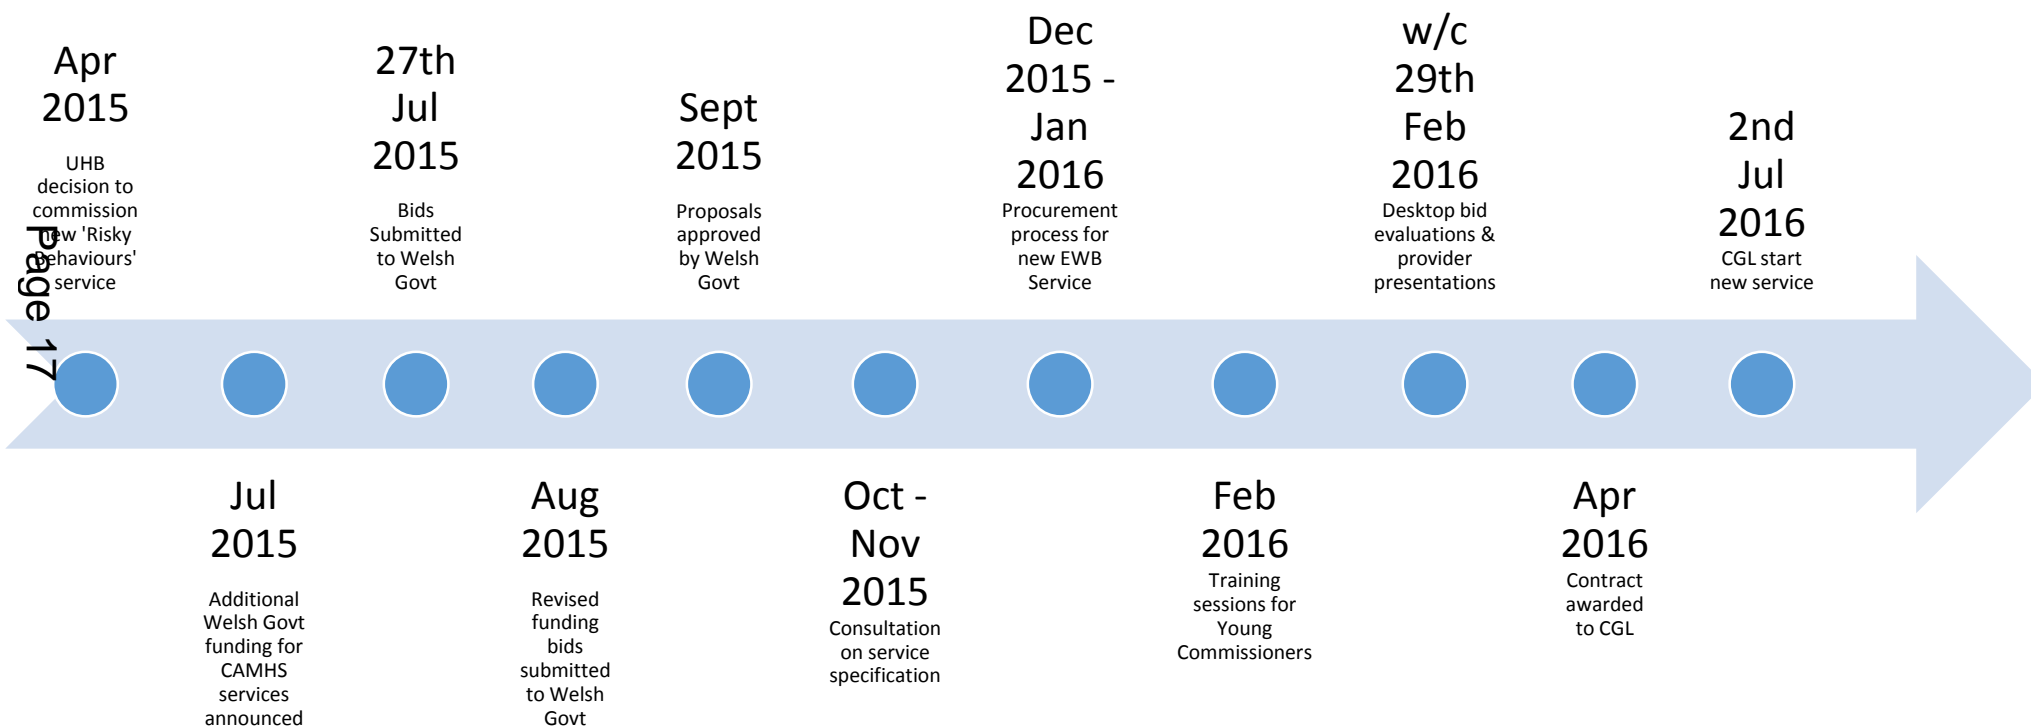 Apr
2015
UHB
decision to
commission
new 'Risky
Behaviours'
service
Jul
2015
Additional
Welsh Govt
funding for
CAMHS
services
announced
27th
Jul
2015
Bids
Submitted
to Welsh
Govt
Aug
2015
Revised
funding
bids
submitted
to Welsh
Govt
Sept
2015
Proposals
approved
by Welsh
Govt
Oct -
Nov
2015
Consultation
on service
specification
Dec
2015 -
Jan
2016
Procurement
process for
new EWB
Service
Feb
2016
Training
sessions for
Young
Commissioners
w/c
29th
Feb
2016
Desktop bid
evaluations &
provider
presentations
Apr
2016
Contract
awarded
to CGL
2nd
Jul
2016
CGL start
new service
Page 17